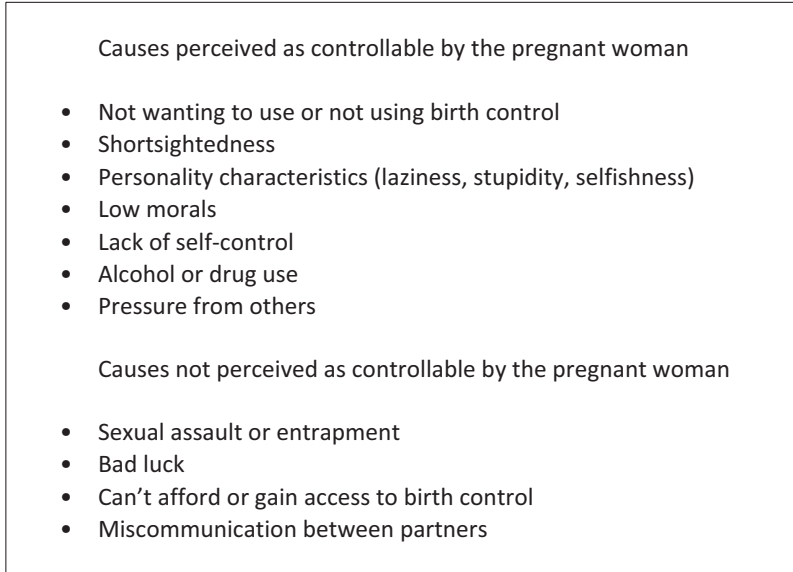 Causes perceived as controllable by the pregnant woman
• Not wanting to use or not using birth control
• Shortsightedness
• Personality characteristics (laziness, stupidity, selfishness)
• Low morals
• Lack of self-control
• Alcohol or drug use
• Pressure from others
Causes not perceived as controllable by the pregnant woman
• Sexual assault or entrapment
• Bad luck
• Can’t afford or gain access to birth control
• Miscommunication between partners